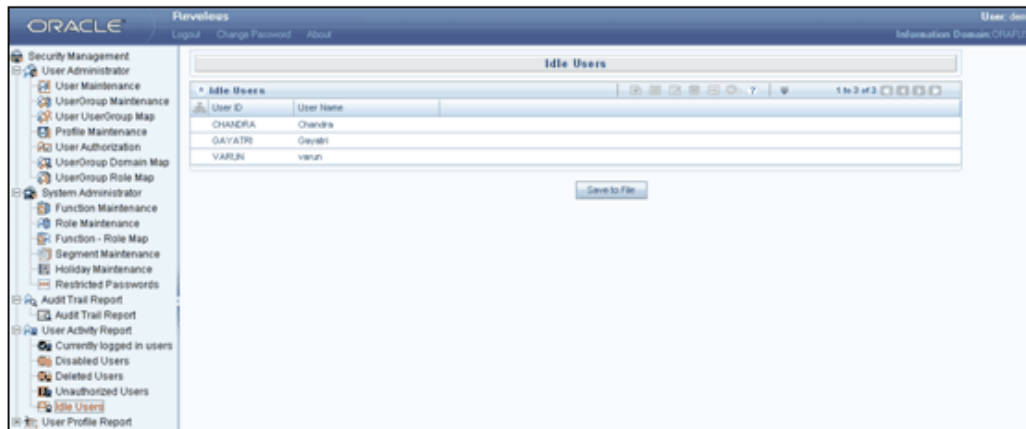 ORACLE
Reveleus
User: dem
Logout Change Password About
Information Domain: ORAFU
Security Management
User Administrator
User Maintenance
UserGroup Maintenance
User UserGroup Map
Profile Maintenance
User Authorization
UserGroup Domain Map
UserGroup Role Map
System Administrator
Function Maintenance
Role Maintenance
Function - Role Map
Segment Maintenance
Holiday Maintenance
Restricted Passwords
Audit Trail Report
Audit Trail Report
User Activity Report
Currently logged in users
Disabled Users
Deleted Users
Unauthorized Users
Idle Users
User Profile Report
Idle Users
Idle Users
1 to 3 of 3
User ID User Name
CHANDRA Chandra
GAYATRI Gayatri
VARUN varun
Save to File